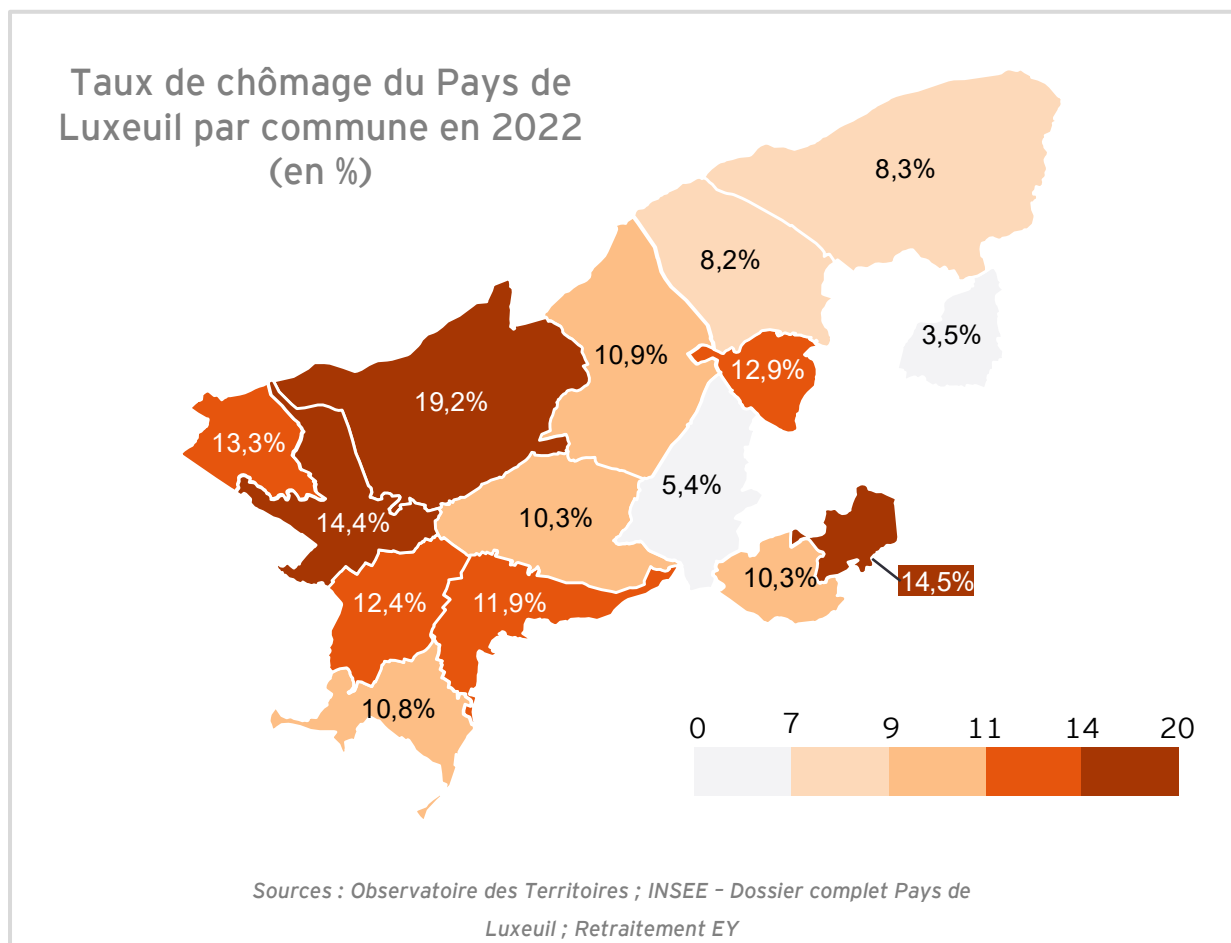 Taux de chômage du Pays de
Luxeuil par commune en 2022
(en %)
8,3%
8,2%
3,5%
10,9%
12,9%
19,2%
13,3%
5,4%
10,3%
14,4%
10,3%
14,5%
12,4%
11,9%
10,8%
0 7 9 11 14 20
Sources : Observatoire des Territoires ; INSEE – Dossier complet Pays de
Luxeuil ; Retraitement EY